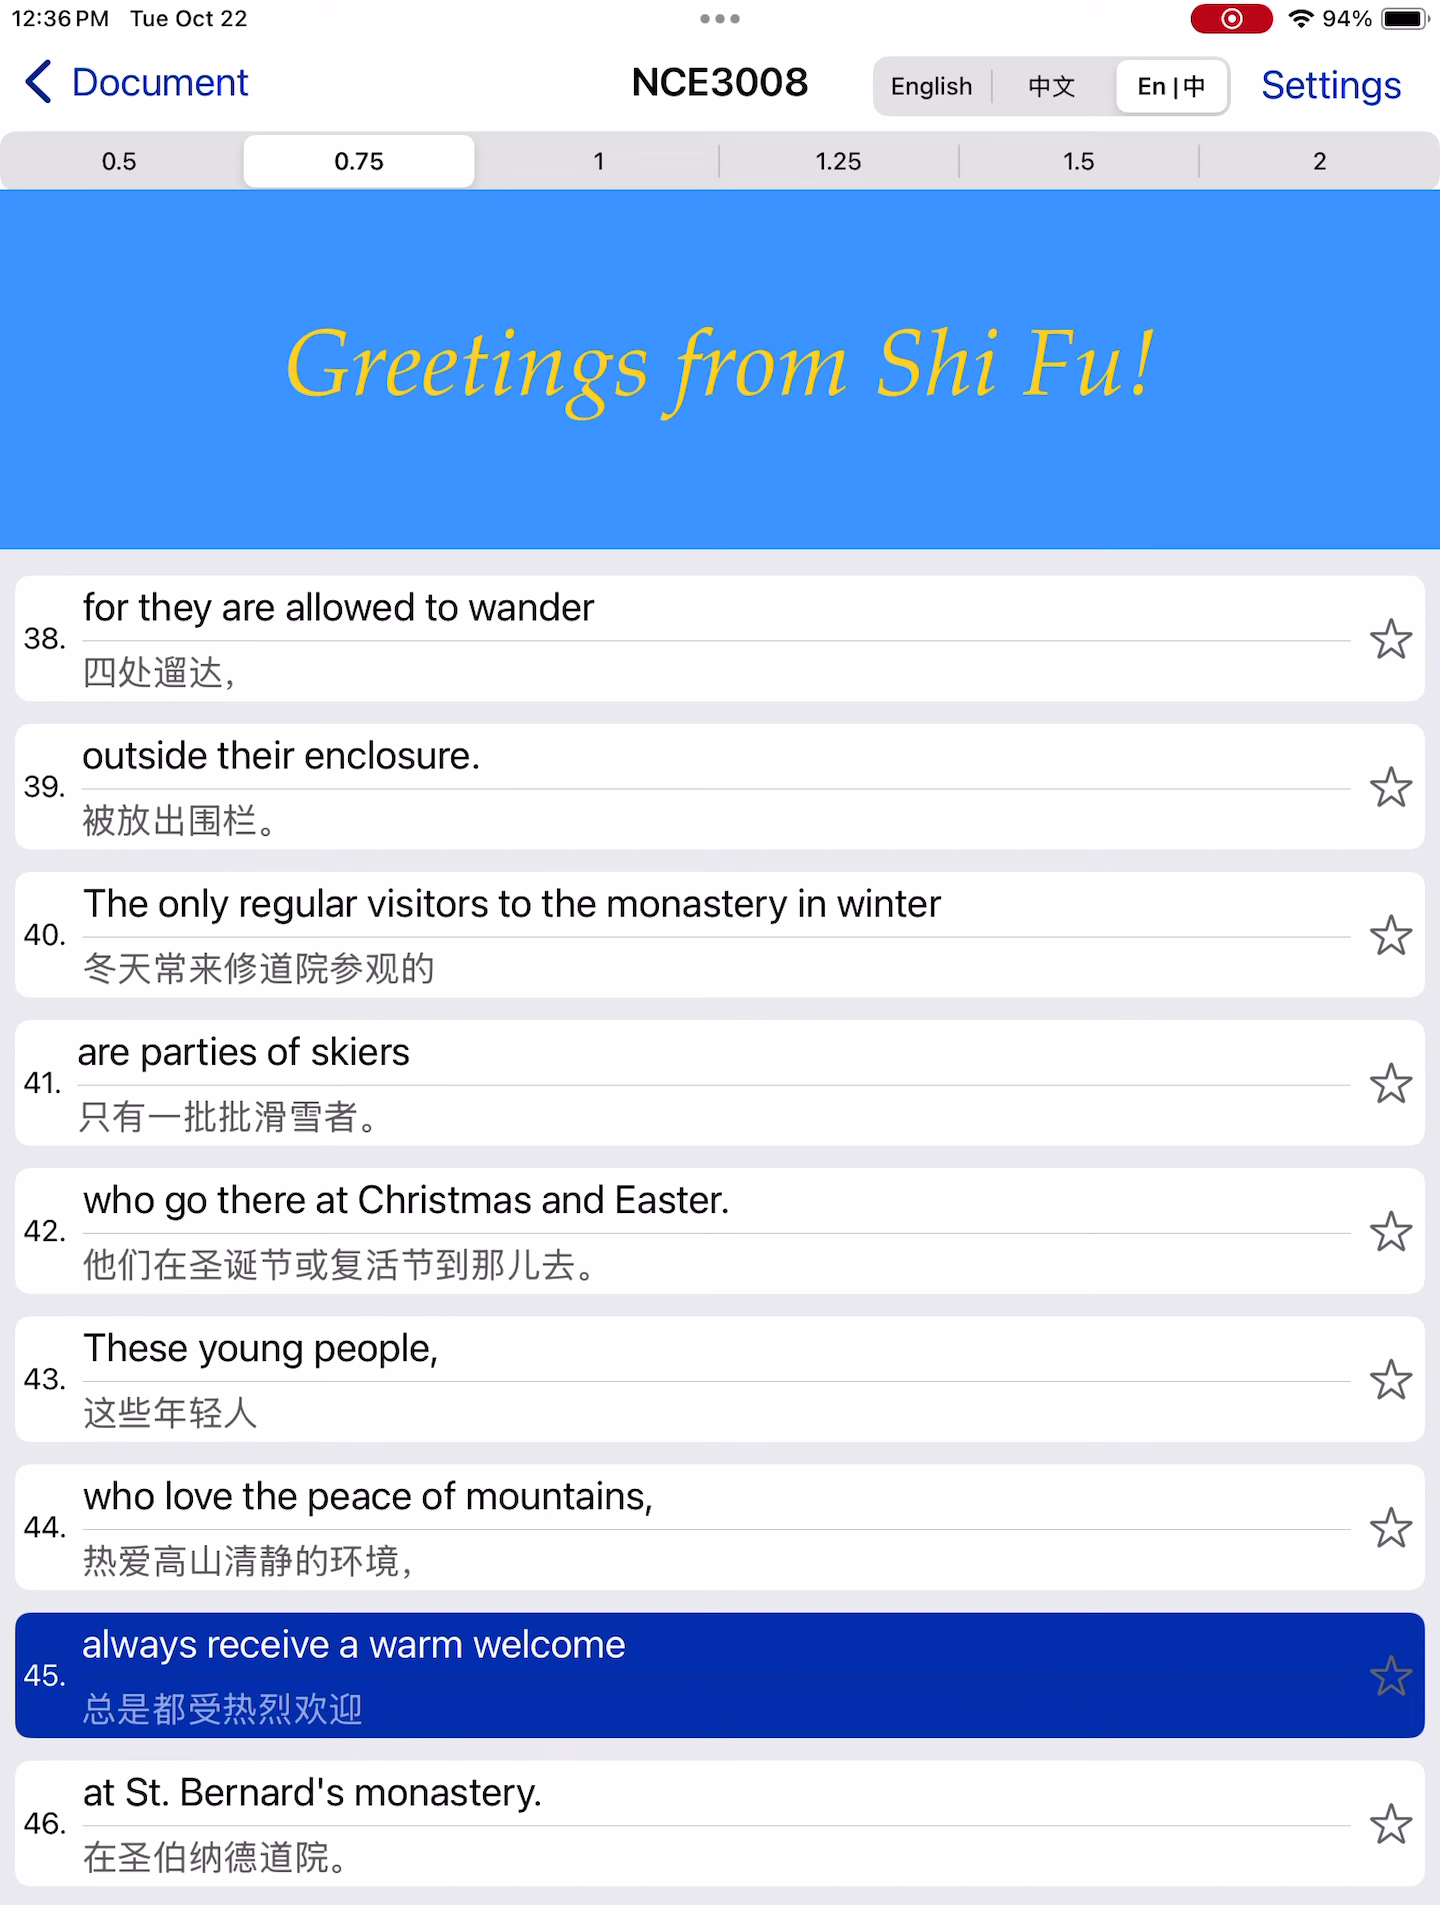 12:36 PM Tue Oct 22 94%
Document NCE3008 English 中文 En | 中 Settings
0.5 0.75 1 1.25 1.5 2
Greetings from Shi Fu!
38. for they are allowed to wander
四处遛达，
39. outside their enclosure.
被放出围栏。
40. The only regular visitors to the monastery in winter
冬天常来修道院参观的
41. are parties of skiers
只有一批批滑雪者。
42. who go there at Christmas and Easter.
他们在圣诞节或复活节到那儿去。
43. These young people,
这些年轻人
44. who love the peace of mountains,
热爱高山清静的环境，
45. always receive a warm welcome
总是都受热烈欢迎
46. at St. Bernard's monastery.
在圣伯纳德道院。